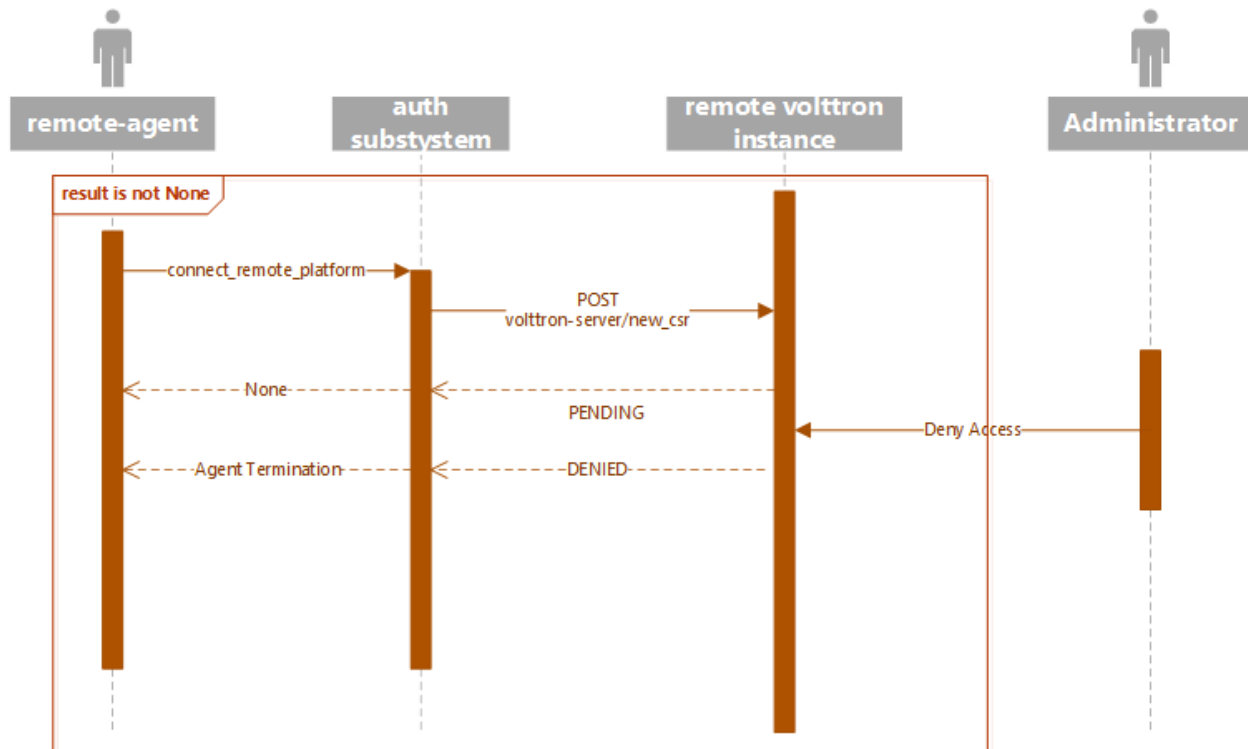 remote-agent
auth
substystem
remote volttron
instance
Administrator
result is not None
connect_remote_platform
POST
volttron-server/new_csr
None
PENDING
Deny Access
Agent Termination
DENIED